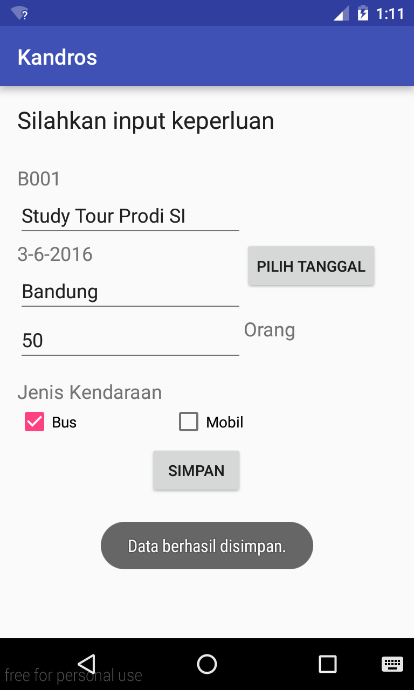 1:11
Kandros
Silahkan input keperluan
B001
Study Tour Prodi SI
3-6-2016
PILIH TANGGAL
Bandung
50
Orang
Jenis Kendaraan
Bus
Mobil
SIMPAN
Data berhasil disimpan.
free for personal use